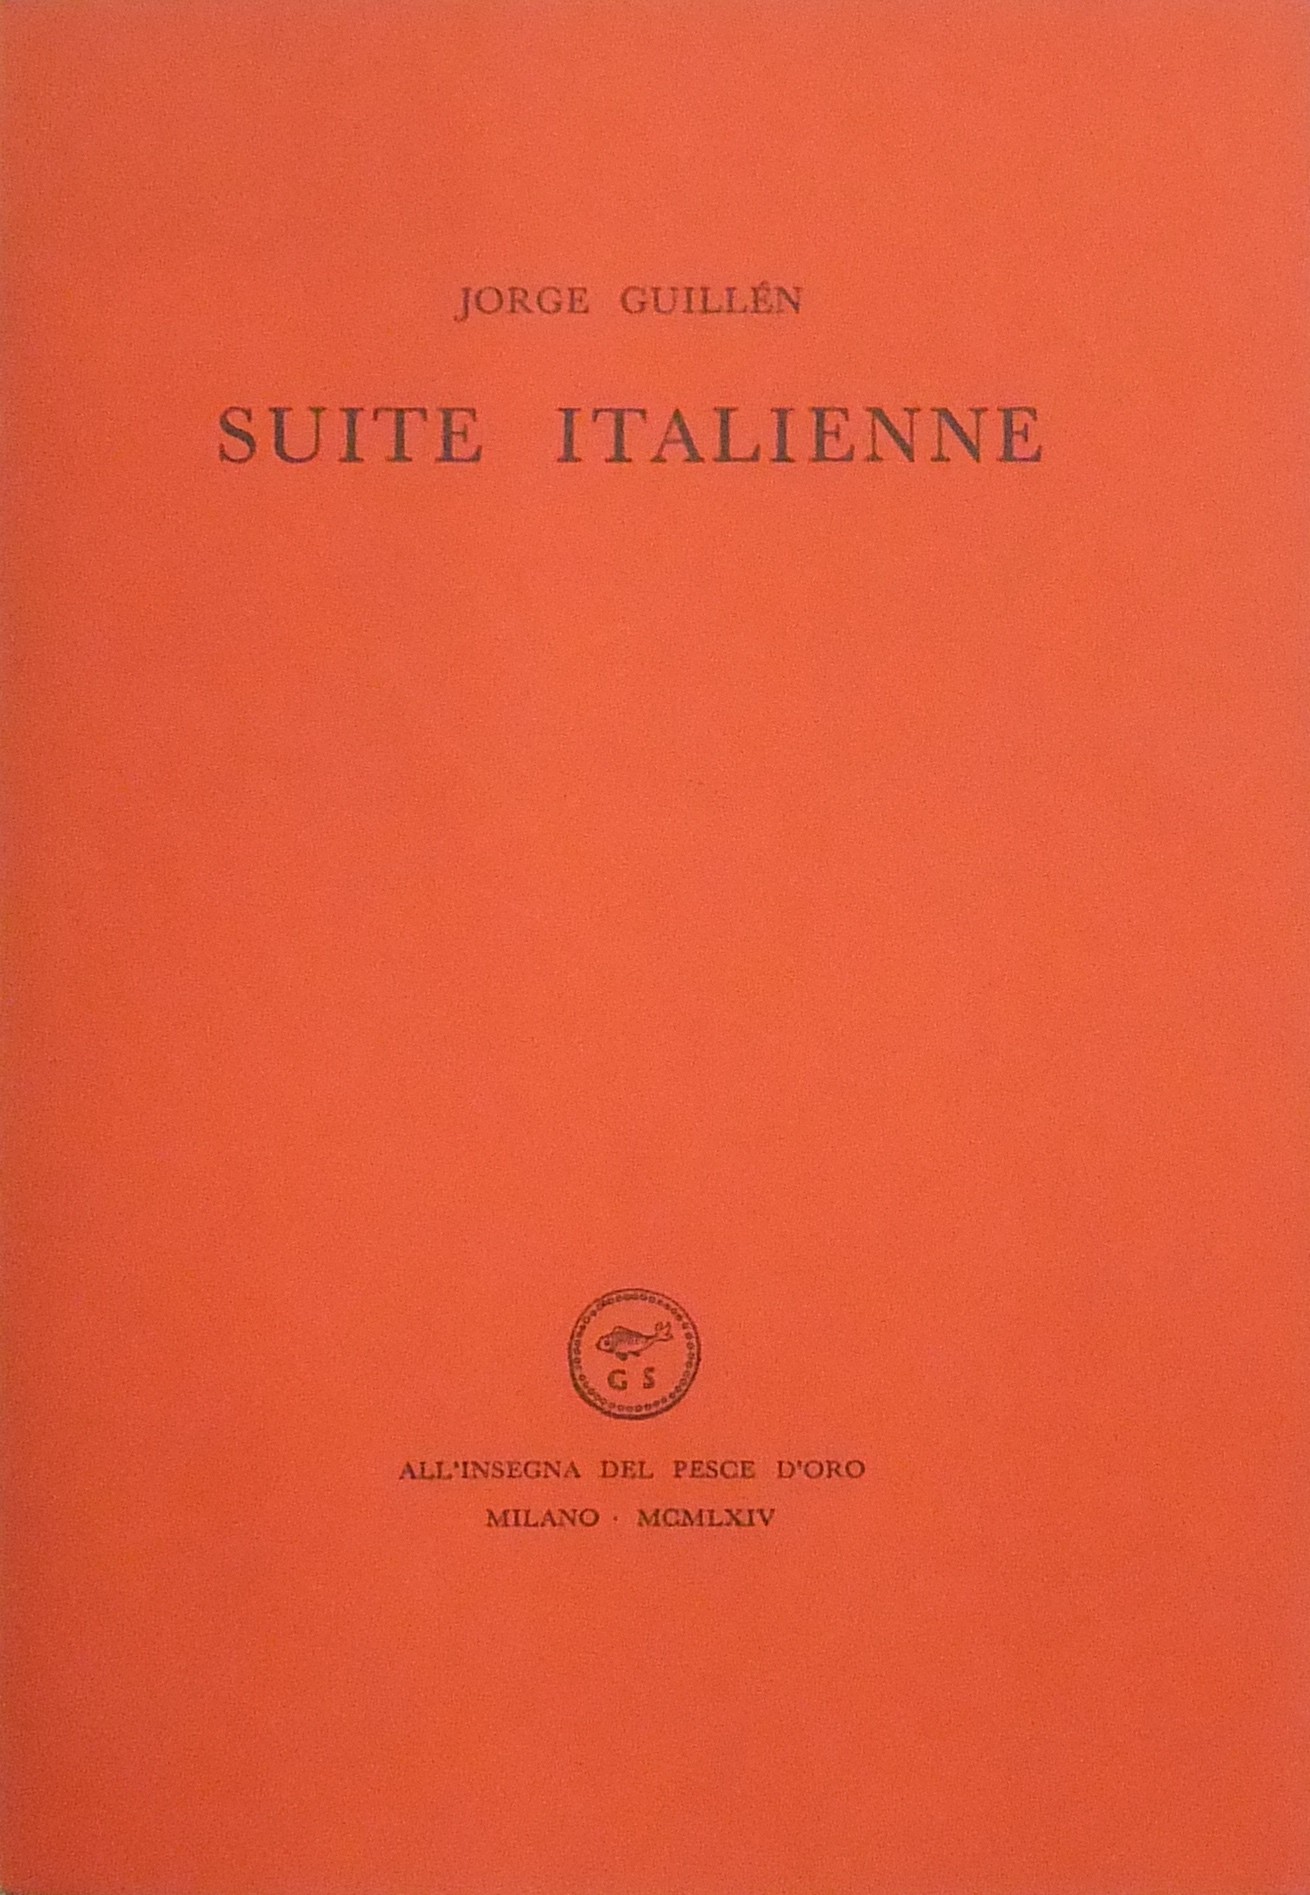 JORGE GUILLÉN
SUITE ITALIENNE
G S
ALL'INSEGNA DEL PESCE D'ORO
MILANO · MCMLXIV